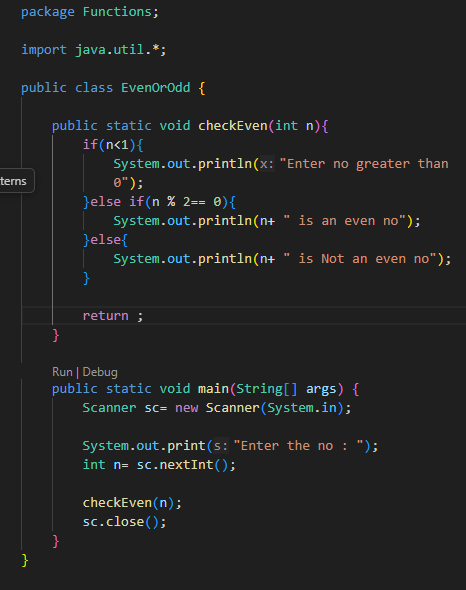 package Functions;
import java.util.*;
public class EvenOrOdd {
public static void checkEven(int n){
if(n<1){
System.out.println(x: "Enter no greater than
0");
terns
}else if(n % 2== 0){
System.out.println(n+ " is an even no");
}else{
System.out.println(n+ " is Not an even no");
}
return ;
}
Run | Debug
public static void main(String[] args) {
Scanner sc= new Scanner(System.in);
System.out.print(s: "Enter the no : ");
int n= sc.nextInt();
checkEven(n);
sc.close();
}
}